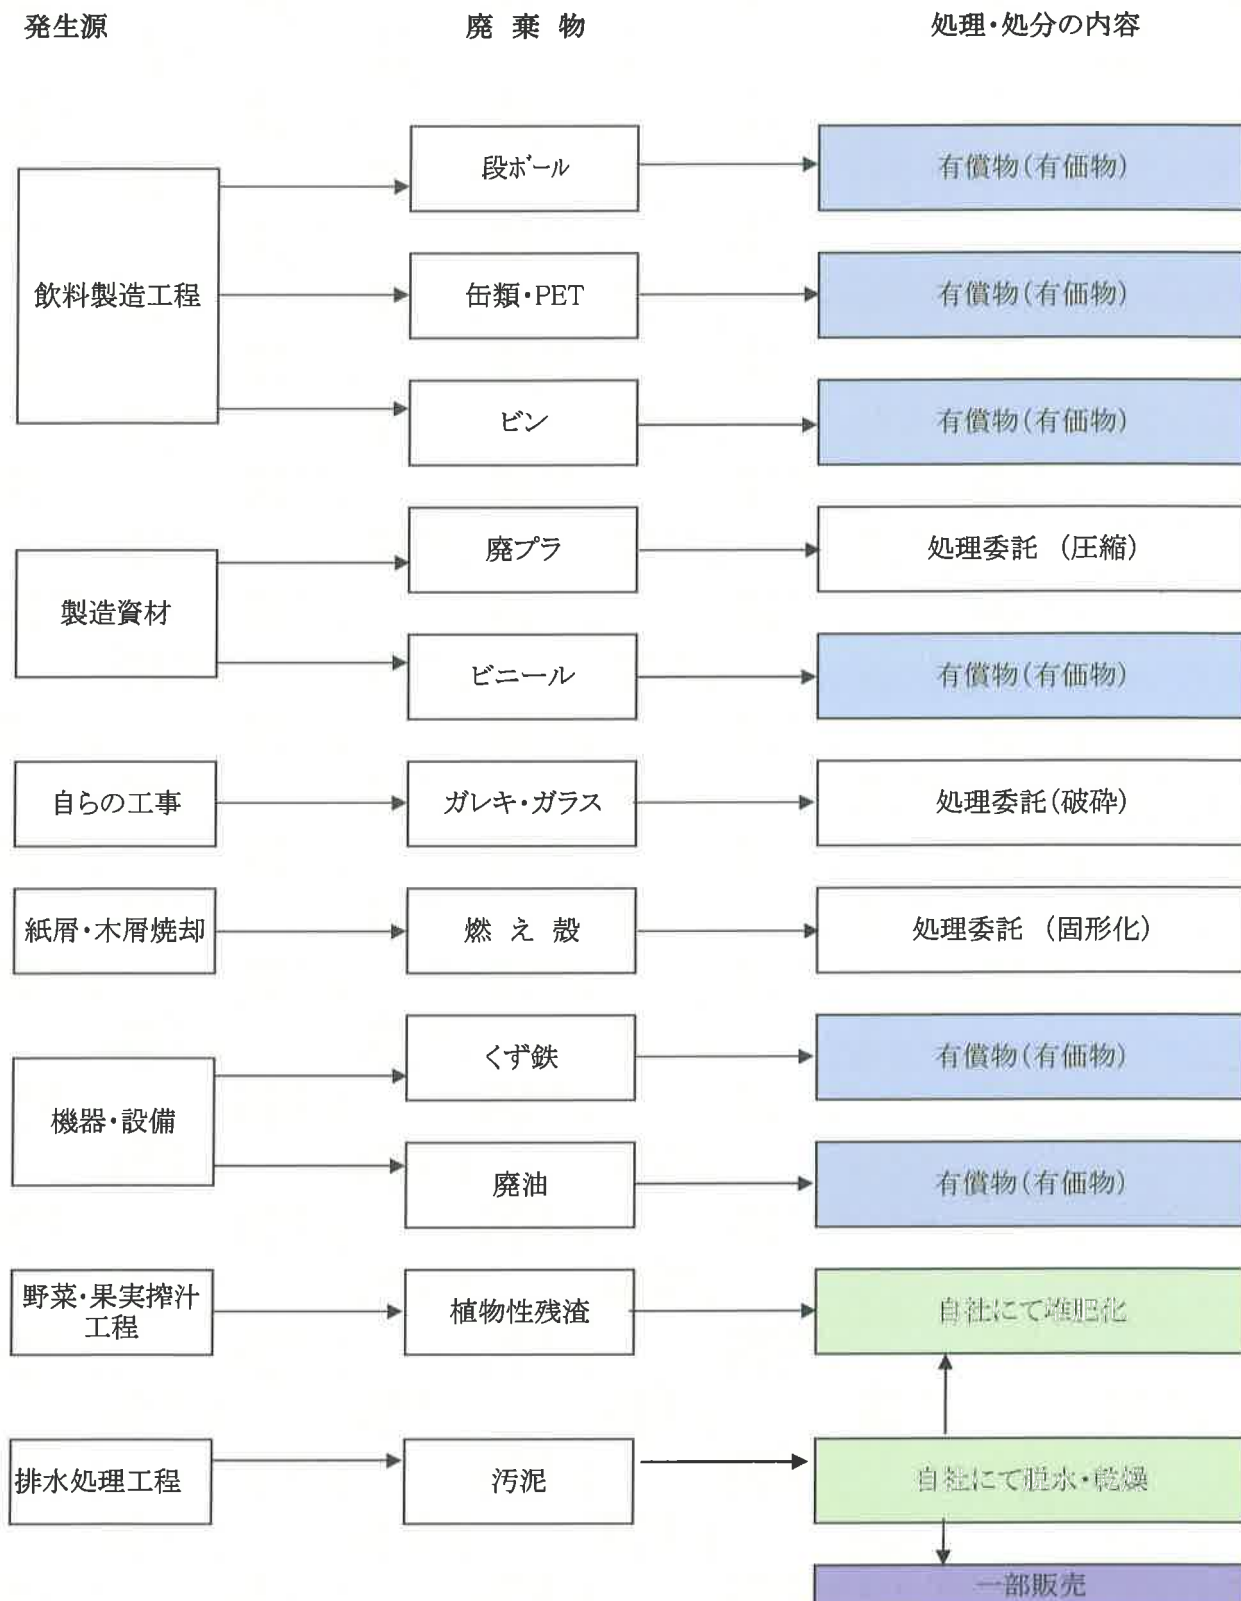 発生源 廃 棄 物 処理・処分の内容
飲料製造工程
段ボール 有償物(有価物)
缶類・PET 有償物(有価物)
ビン 有償物(有価物)
製造資材
廃プラ 処理委託 (圧縮)
ビニール 有償物(有価物)
自らの工事 ガレキ・ガラス 処理委託(破砕)
紙屑・木屑焼却 燃 え 殻 処理委託 (固形化)
機器・設備
くず鉄 有償物(有価物)
廃油 有償物(有価物)
野菜・果実搾汁
工程
植物性残渣 自社にて堆肥化
排水処理工程 汚泥 自社にて脱水・乾燥
一部販売